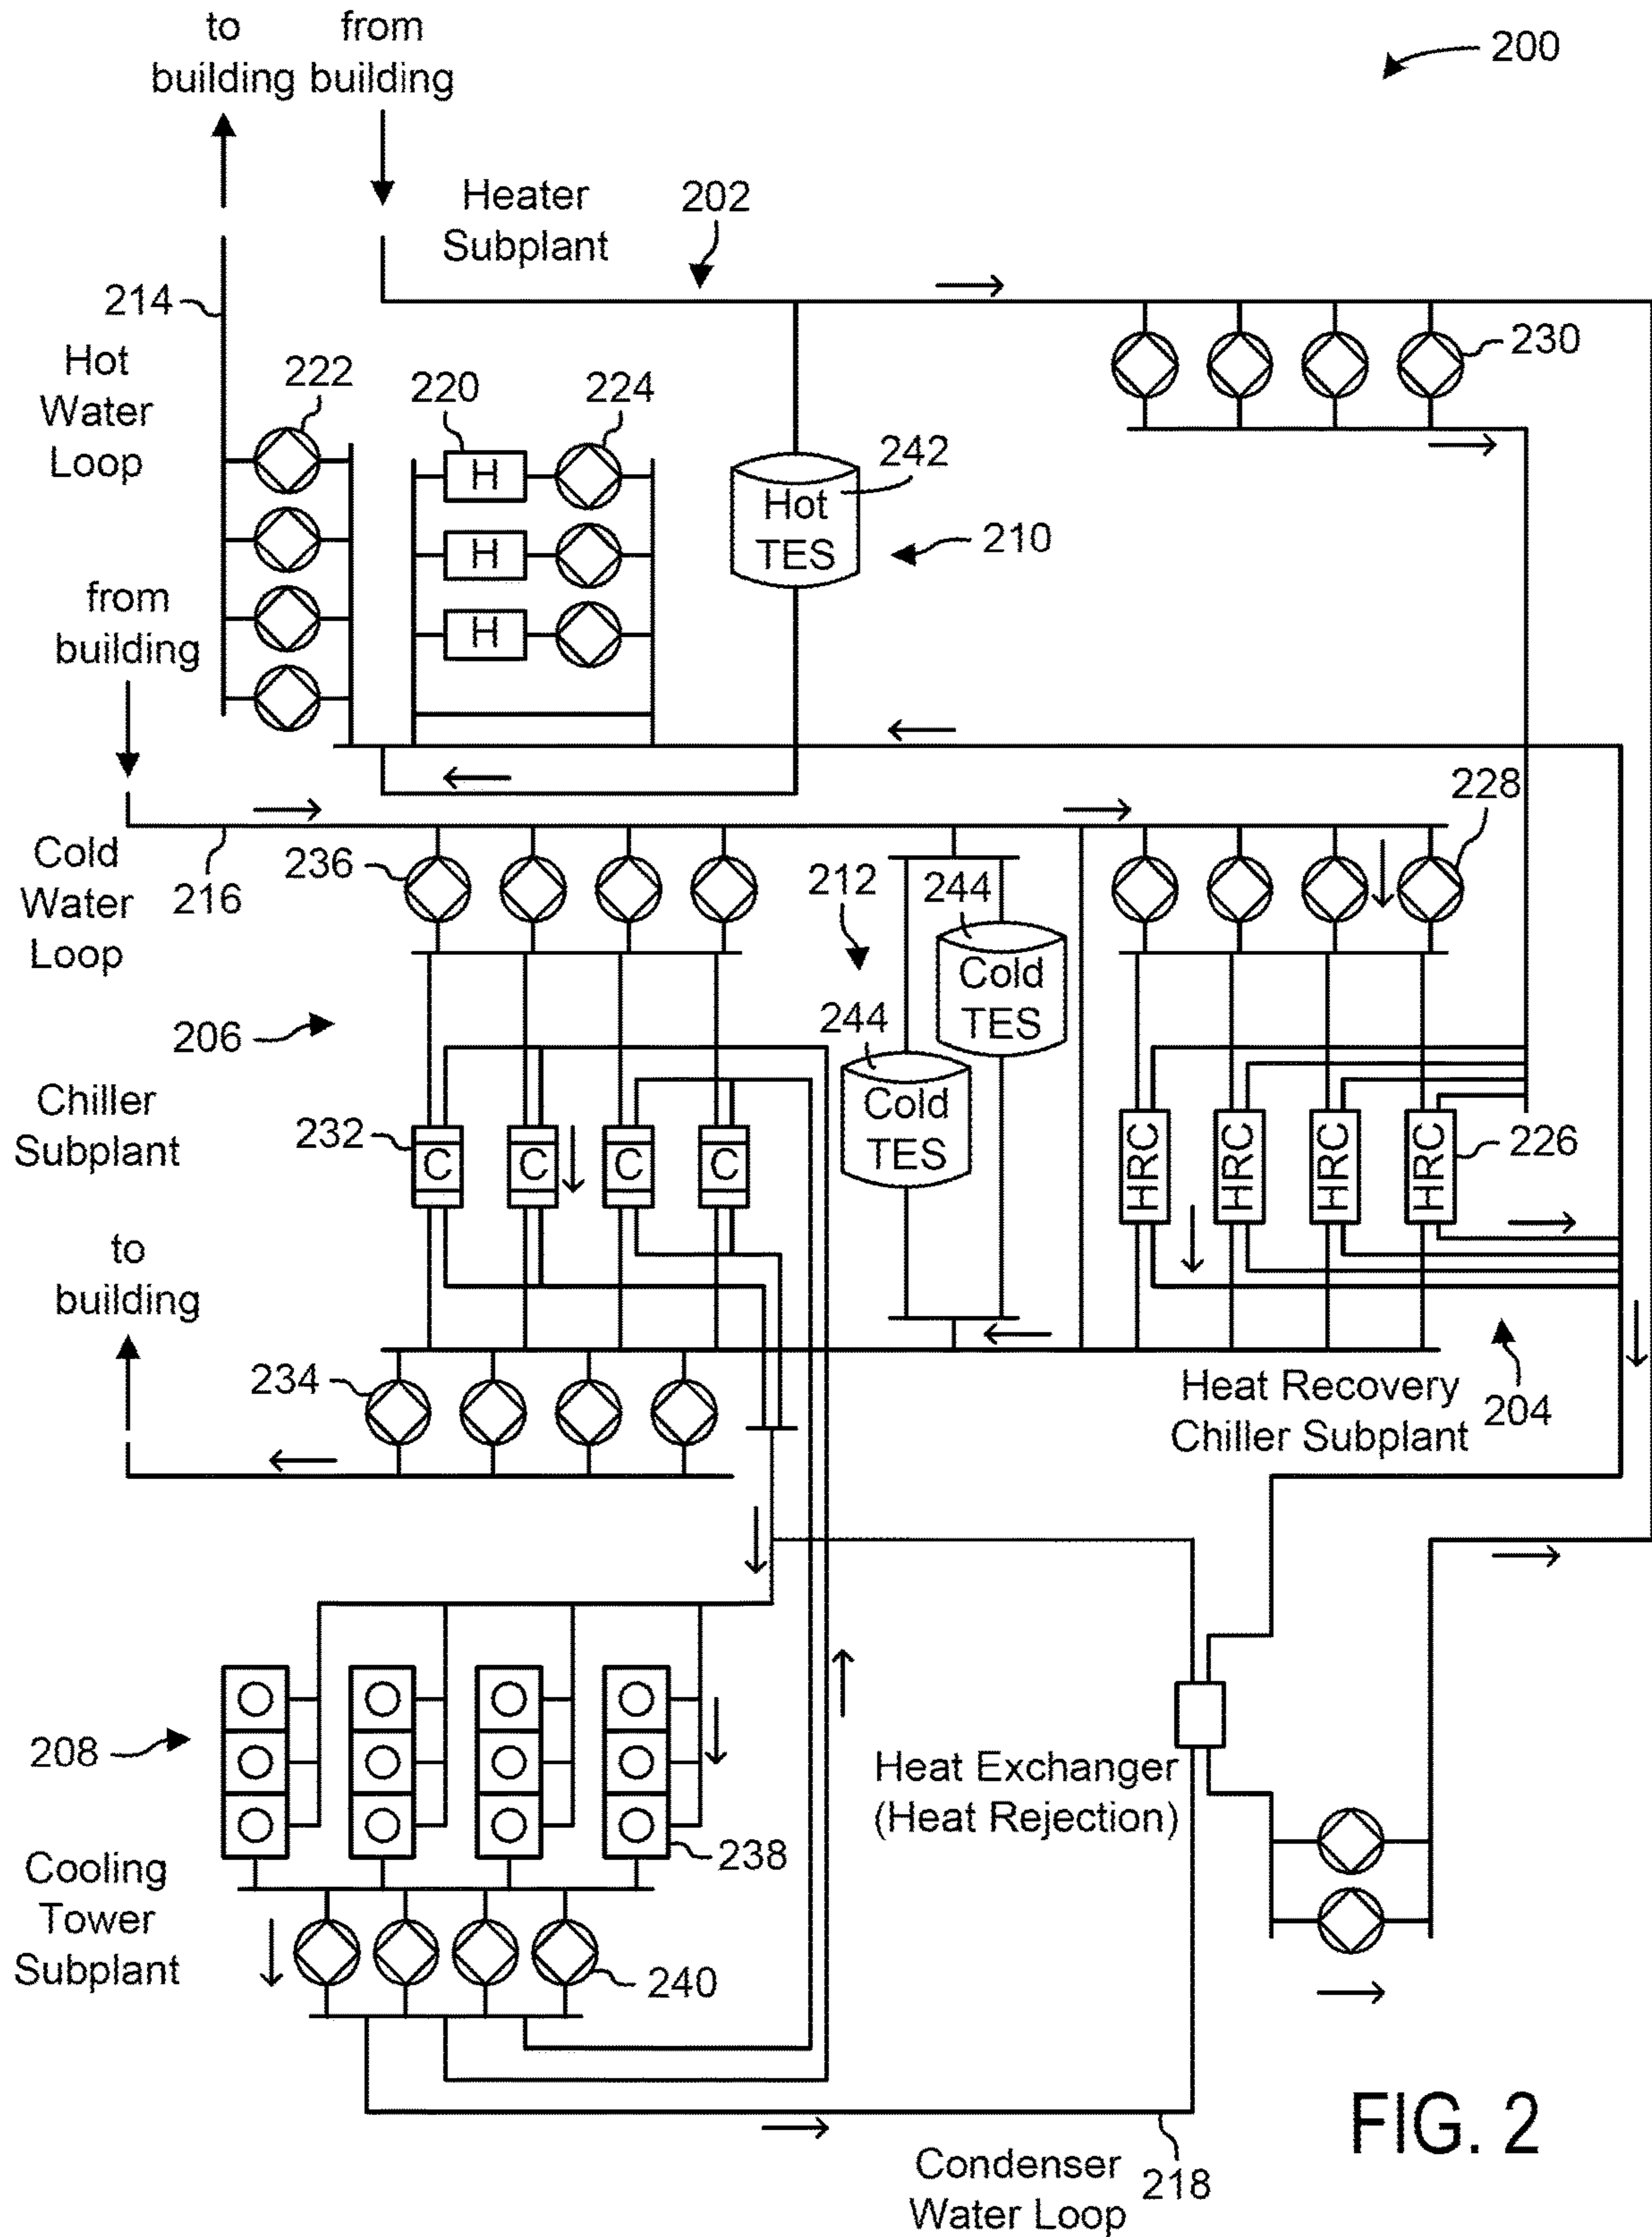 to
building
from
building
200
Heater
Subplant
202
214
Hot
Water
Loop
222
220
224
230
H
H
H
242
Hot
TES
210
from
building
228
Cold
Water
Loop
216
236
212
244
Cold
TES
244
Cold
TES
206
Chiller
Subplant
232
C
C
C
C
HRC
HRC
HRC
HRC
226
to
building
234
Heat Recovery
Chiller Subplant
204
208
Heat Exchanger
(Heat Rejection)
238
Cooling
Tower
Subplant
240
Condenser
Water Loop
218
FIG. 2